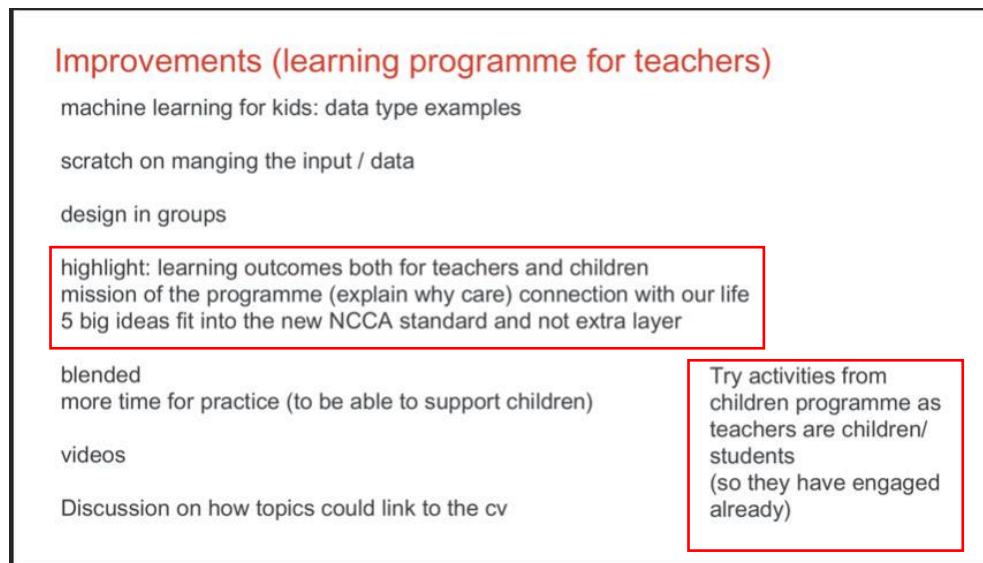 Improvements (learning programme for teachers)
machine learning for kids: data type examples
scratch on manging the input / data
design in groups
highlight: learning outcomes both for teachers and children
mission of the programme (explain why care) connection with our life
5 big ideas fit into the new NCCA standard and not extra layer
blended
more time for practice (to be able to support children)
videos
Discussion on how topics could link to the cv
Try activities from
children programme as
teachers are children/
students
(so they have engaged
already)